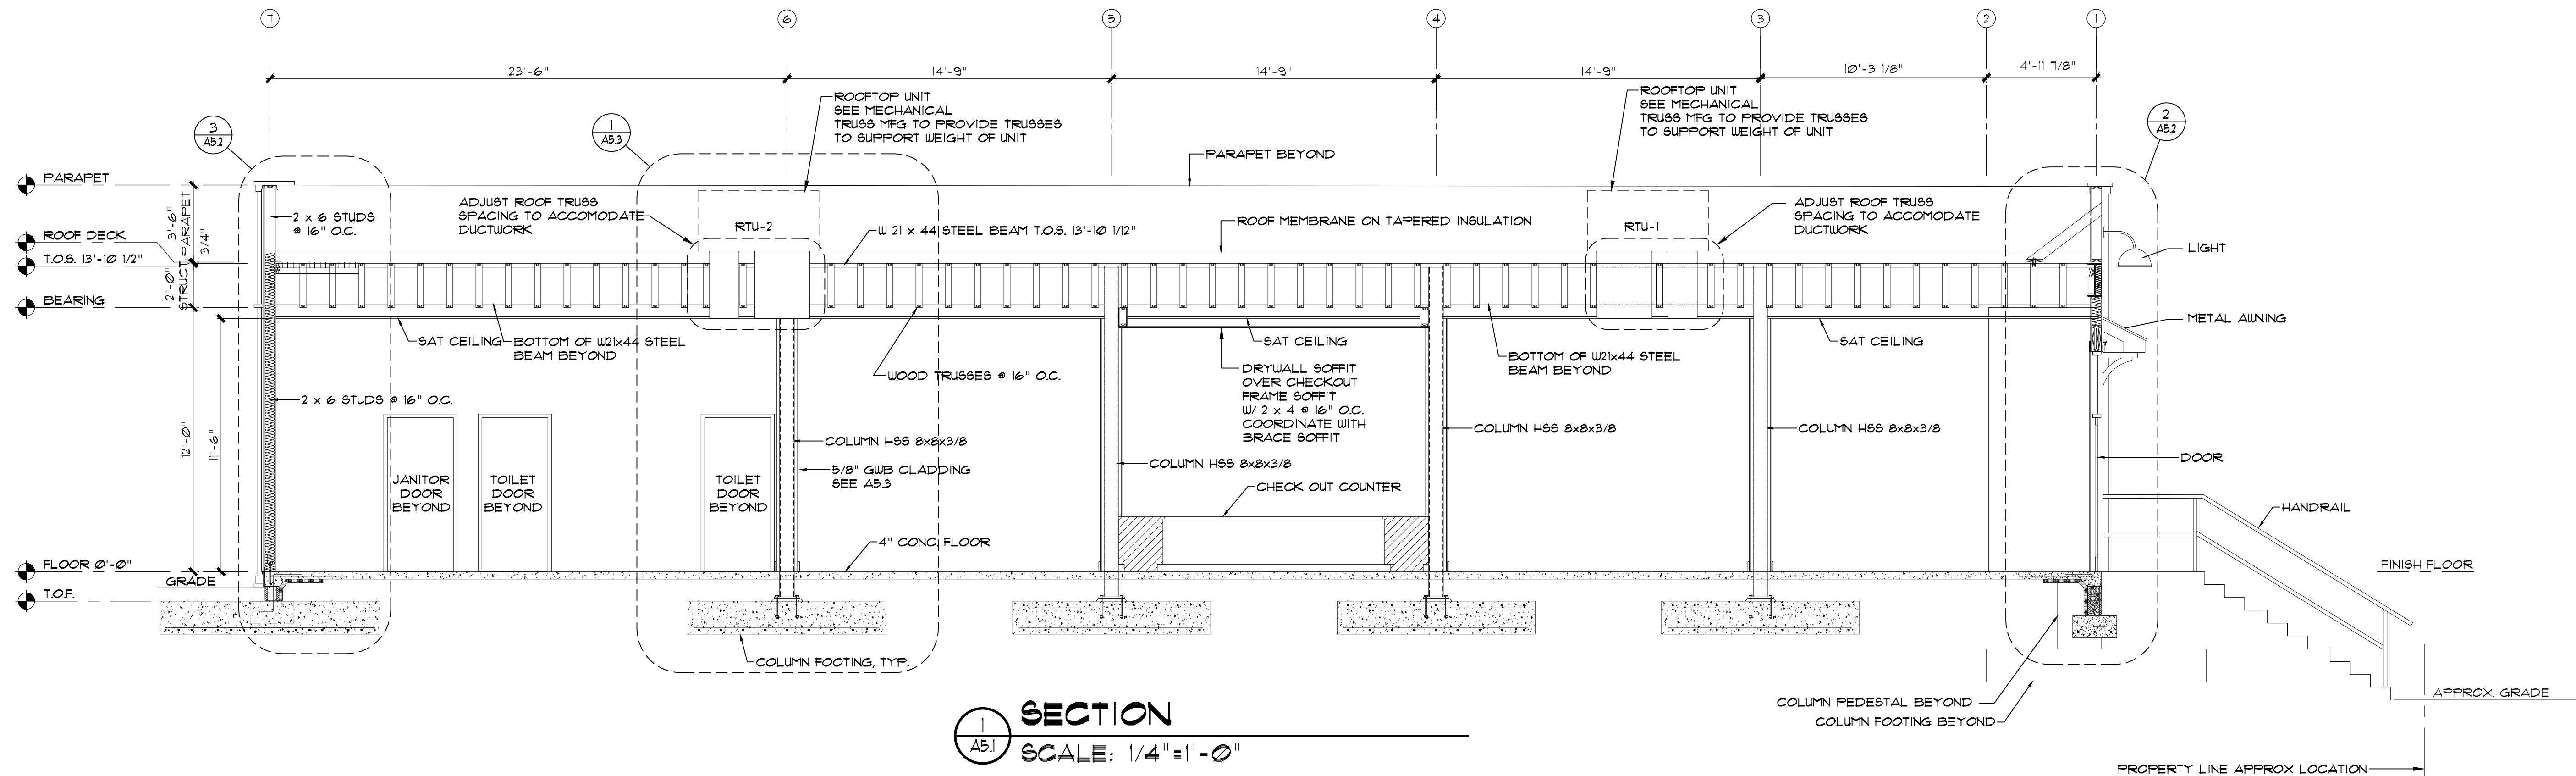 7
6
5
4
3
2
1
23'-6"
14'-9"
14'-9"
14'-9"
10'-3 1/8"
4'-11 7/8"
ROOFTOP UNIT
SEE MECHANICAL
TRUSS MFG TO PROVIDE TRUSSES
TO SUPPORT WEIGHT OF UNIT
ROOFTOP UNIT
SEE MECHANICAL
TRUSS MFG TO PROVIDE TRUSSES
TO SUPPORT WEIGHT OF UNIT
3
A5.2
1
A5.3
2
A5.2
PARAPET BEYOND
PARAPET
ROOF DECK
T.O.S. 13'-10 1/2"
BEARING
FLOOR 0'-0"
GRADE
T.O.F.
3'-6"
PARAPET
3/4"
2'-0"
STRUCT
12'-0"
11'-6"
2 x 6 STUDS
@ 16" O.C.
ADJUST ROOF TRUSS
SPACING TO ACCOMODATE
DUCTWORK
RTU-2
W 21 x 44 STEEL BEAM T.O.S. 13'-10 1/12"
ROOF MEMBRANE ON TAPERED INSULATION
RTU-1
ADJUST ROOF TRUSS
SPACING TO ACCOMODATE
DUCTWORK
LIGHT
METAL AWNING
SAT CEILING
BOTTOM OF W21x44 STEEL
BEAM BEYOND
WOOD TRUSSES @ 16" O.C.
SAT CEILING
DRYWALL SOFFIT
OVER CHECKOUT
FRAME SOFFIT
W/ 2 x 4 @ 16" O.C.
COORDINATE WITH
BRACE SOFFIT
BOTTOM OF W21x44 STEEL
BEAM BEYOND
SAT CEILING
2 x 6 STUDS @ 16" O.C.
COLUMN HSS 8x8x3/8
5/8" GWB CLADDING
SEE A5.3
COLUMN HSS 8x8x3/8
COLUMN HSS 8x8x3/8
COLUMN HSS 8x8x3/8
DOOR
JANITOR
DOOR
BEYOND
TOILET
DOOR
BEYOND
TOILET
DOOR
BEYOND
CHECK OUT COUNTER
HANDRAIL
4" CONC, FLOOR
FINISH FLOOR
COLUMN FOOTING, TYP.
COLUMN PEDESTAL BEYOND
COLUMN FOOTING BEYOND
APPROX, GRADE
PROPERTY LINE APPROX LOCATION
1
A5.1
SECTION
SCALE: 1/4"=1'-0"